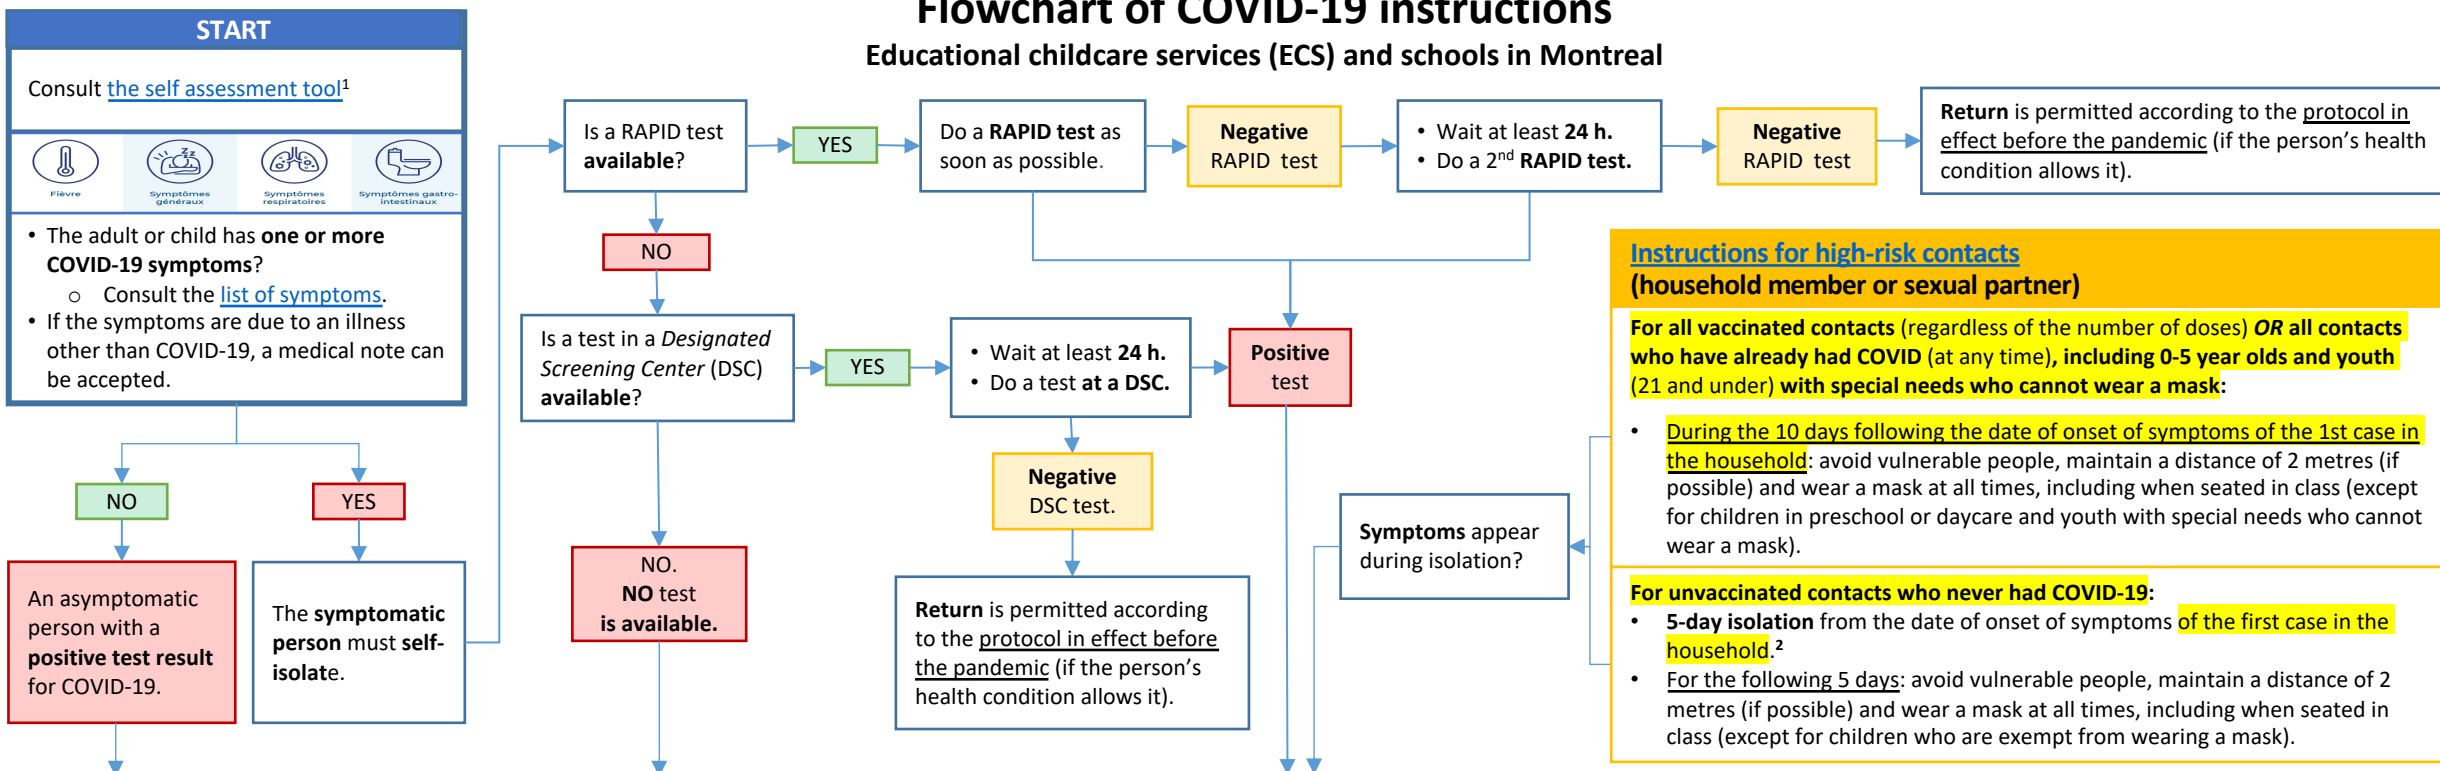 Flowchart of COVID-19 instructions
Educational childcare services (ECS) and schools in Montreal
START
Consult the self assessment tool1
Fièvre
Symptômes
généraux
Symptômes
respiratoires
Symptômes gastro-
intestinaux
• The adult or child has one or more
COVID-19 symptoms?
o Consult the list of symptoms.
• If the symptoms are due to an illness
other than COVID-19, a medical note can
be accepted.
NO
YES
An asymptomatic
person with a
positive test result
for COVID-19.
The symptomatic
person must self-
isolate.
Is a RAPID test
available?
YES
Do a RAPID test as
soon as possible.
Negative
RAPID test
• Wait at least 24 h.
• Do a 2nd RAPID test.
Negative
RAPID test
Return is permitted according to the protocol in
effect before the pandemic (if the person's health
condition allows it).
NO
Is a test in a Designated
Screening Center (DSC)
available?
YES
• Wait at least 24 h.
• Do a test at a DSC.
Positive
test
Negative
DSC test.
NO.
NO test
is available.
Return is permitted according
to the protocol in effect before
the pandemic (if the person's
health condition allows it).
Symptoms appear
during isolation?
Instructions for high-risk contacts
(household member or sexual partner)
For all vaccinated contacts (regardless of the number of doses) OR all contacts
who have already had COVID (at any time), including 0-5 year olds and youth
(21 and under) with special needs who cannot wear a mask:
• During the 10 days following the date of onset of symptoms of the 1st case in
the household: avoid vulnerable people, maintain a distance of 2 metres (if
possible) and wear a mask at all times, including when seated in class (except
for children in preschool or daycare and youth with special needs who cannot
wear a mask).
For unvaccinated contacts who never had COVID-19:
• 5-day isolation from the date of onset of symptoms of the first case in the
household.2
• For the following 5 days: avoid vulnerable people, maintain a distance of 2
metres (if possible) and wear a mask at all times, including when seated in
class (except for children who are exempt from wearing a mask).